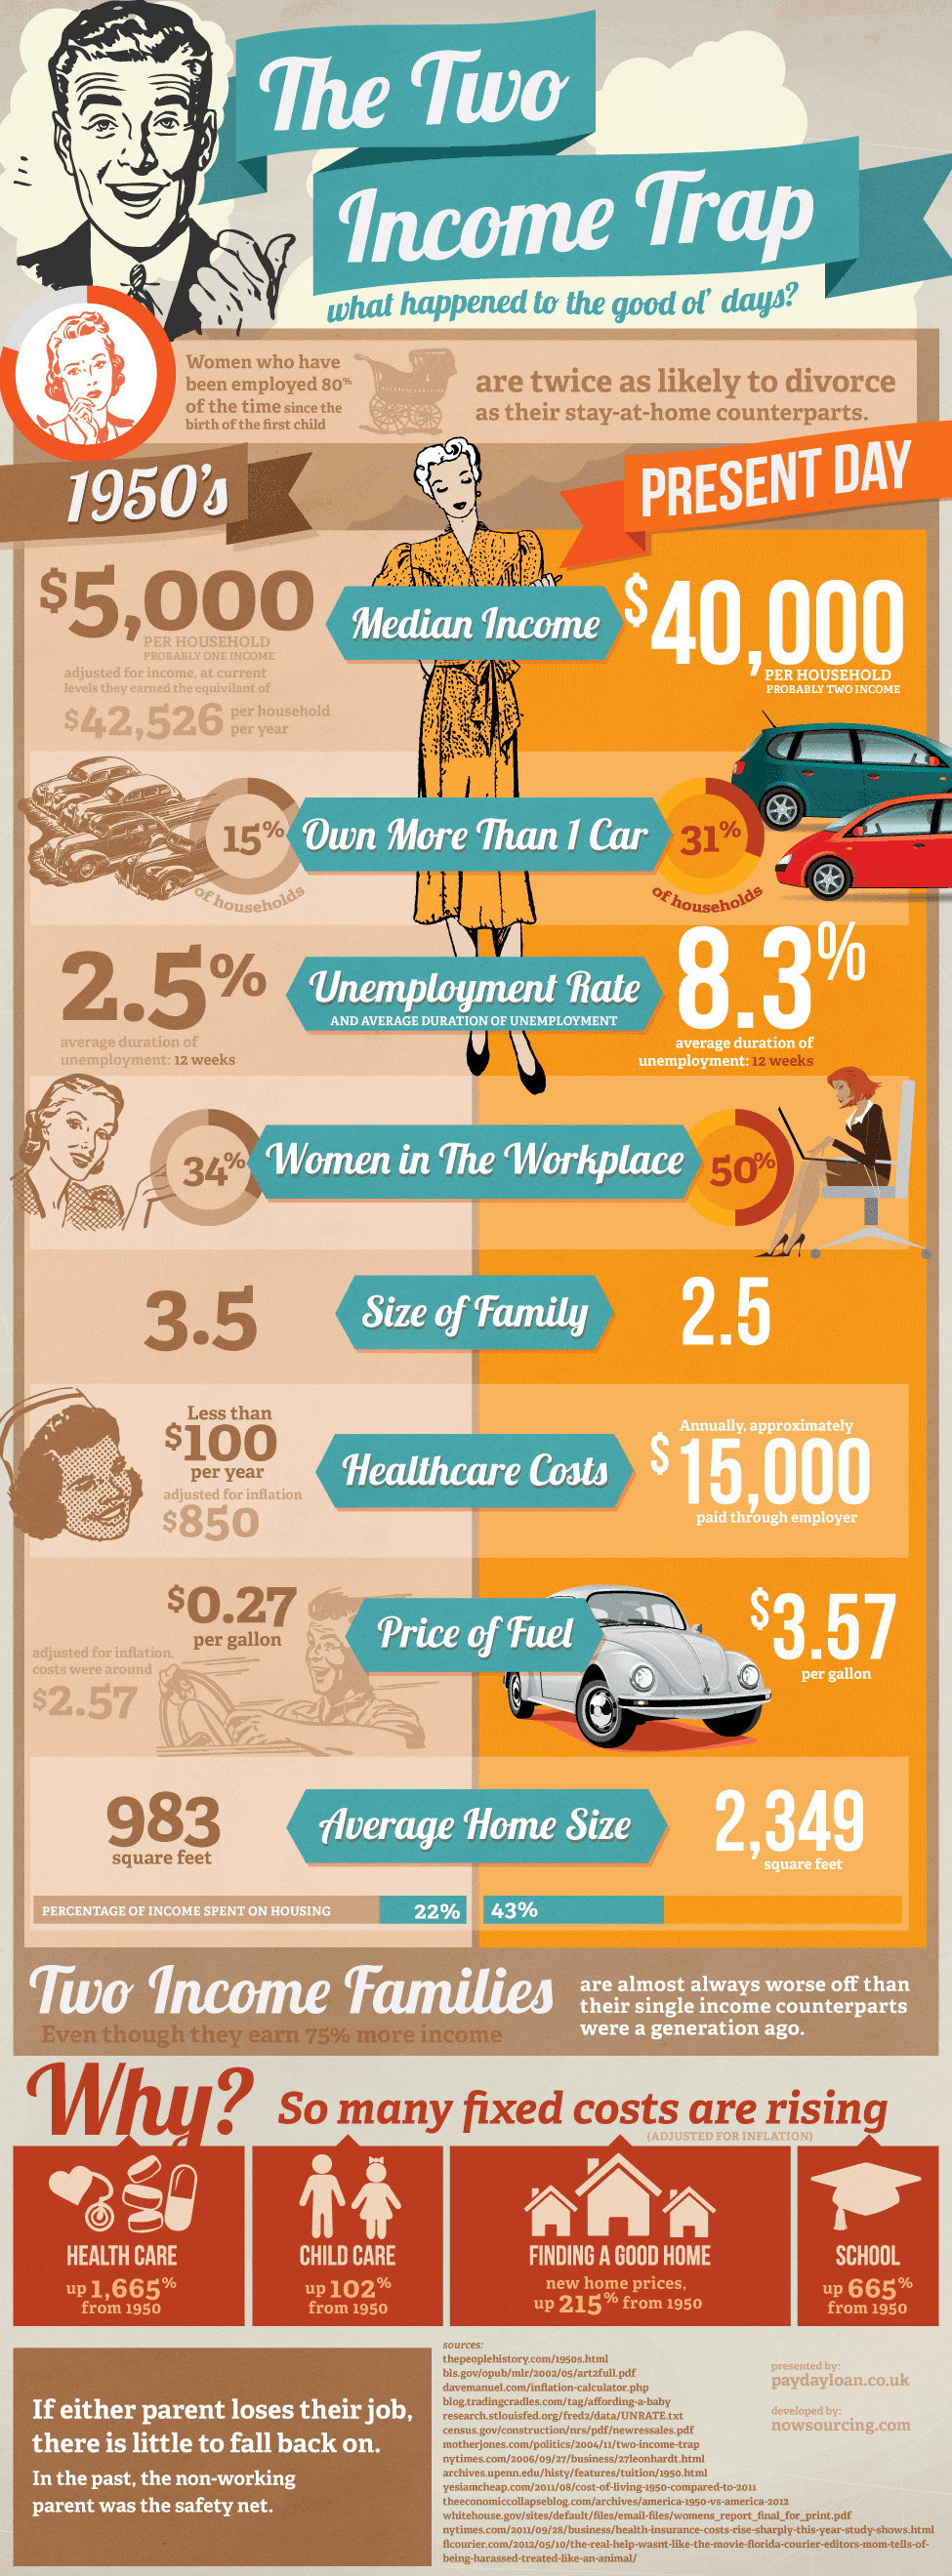 The Two
Income Trap
what happened to the good ol' days?
Women who have
been employed 80%
of the time since the
birth of the first child
are twice as likely to divorce
as their stay-at-home counterparts.
1950's
PRESENT DAY
$5,000
PER HOUSEHOLD
PROBABLY ONE INCOME
adjusted for income, at current
levels they earned the equivilant of
$42,526 per household
per year
Median Income
$40,000
PER HOUSEHOLD
PROBABLY TWO INCOME
15%
of households
Own More Than 1 Car
31%
of households
2.5%
average duration of
unemployment: 12 weeks
Unemployment Rate
AND AVERAGE DURATION OF UNEMPLOYMENT
8.3%
average duration of
unemployment: 12 weeks
34%
Women in The Workplace
50%
3.5
Size of Family
2.5
Less than
$100
per year
adjusted for inflation
$850
Healthcare Costs
Annually, approximately
$15,000
paid through employer
$0.27
per gallon
adjusted for inflation,
costs were around
$2.57
Price of Fuel
$3.57
per gallon
983
square feet
Average Home Size
2,349
square feet
PERCENTAGE OF INCOME SPENT ON HOUSING
22%
43%
Two Income Families
Even though they earn 75% more income
are almost always worse off than
their single income counterparts
were a generation ago.
Why?
So many fixed costs are rising
(ADJUSTED FOR INFLATION)
HEALTH CARE
up 1,665%
from 1950
CHILD CARE
up 102%
from 1950
FINDING A GOOD HOME
new home prices,
up 215% from 1950
SCHOOL
up 665%
from 1950
If either parent loses their job,
there is little to fall back on.
In the past, the non-working
parent was the safety net.
sources:
thepeoplehistory.com/1950s.html
bls.gov/opub/mlr/2002/05/art2full.pdf
davemanuel.com/inflation-calculator.php
blog.tradingcradles.com/tag/affording-a-baby
research.stlouisfed.org/fred2/data/UNRATE.txt
census.gov/construction/nrs/pdf/newressales.pdf
motherjones.com/politics/2004/11/two-income-trap
nytimes.com/2006/09/27/business/27leonhardt.html
archives.upenn.edu/histy/features/tuition/1950.html
yesiamcheap.com/2011/08/cost-of-living-1950-compared-to-2011
theeconomiccollapseblog.com/archives/america-1950-vs-america-2012
whitehouse.gov/sites/default/files/email-files/womens_report_final_for_print.pdf
nytimes.com/2011/09/28/business/health-insurance-costs-rise-sharply-this-year-study-shows.html
flcourier.com/2012/05/10/the-real-help-wasnt-like-the-movie-florida-courier-editors-mom-tells-of-
being-harassed-treated-like-an-animal/
presented by:
paydayloan.co.uk
developed by:
nowsourcing.com